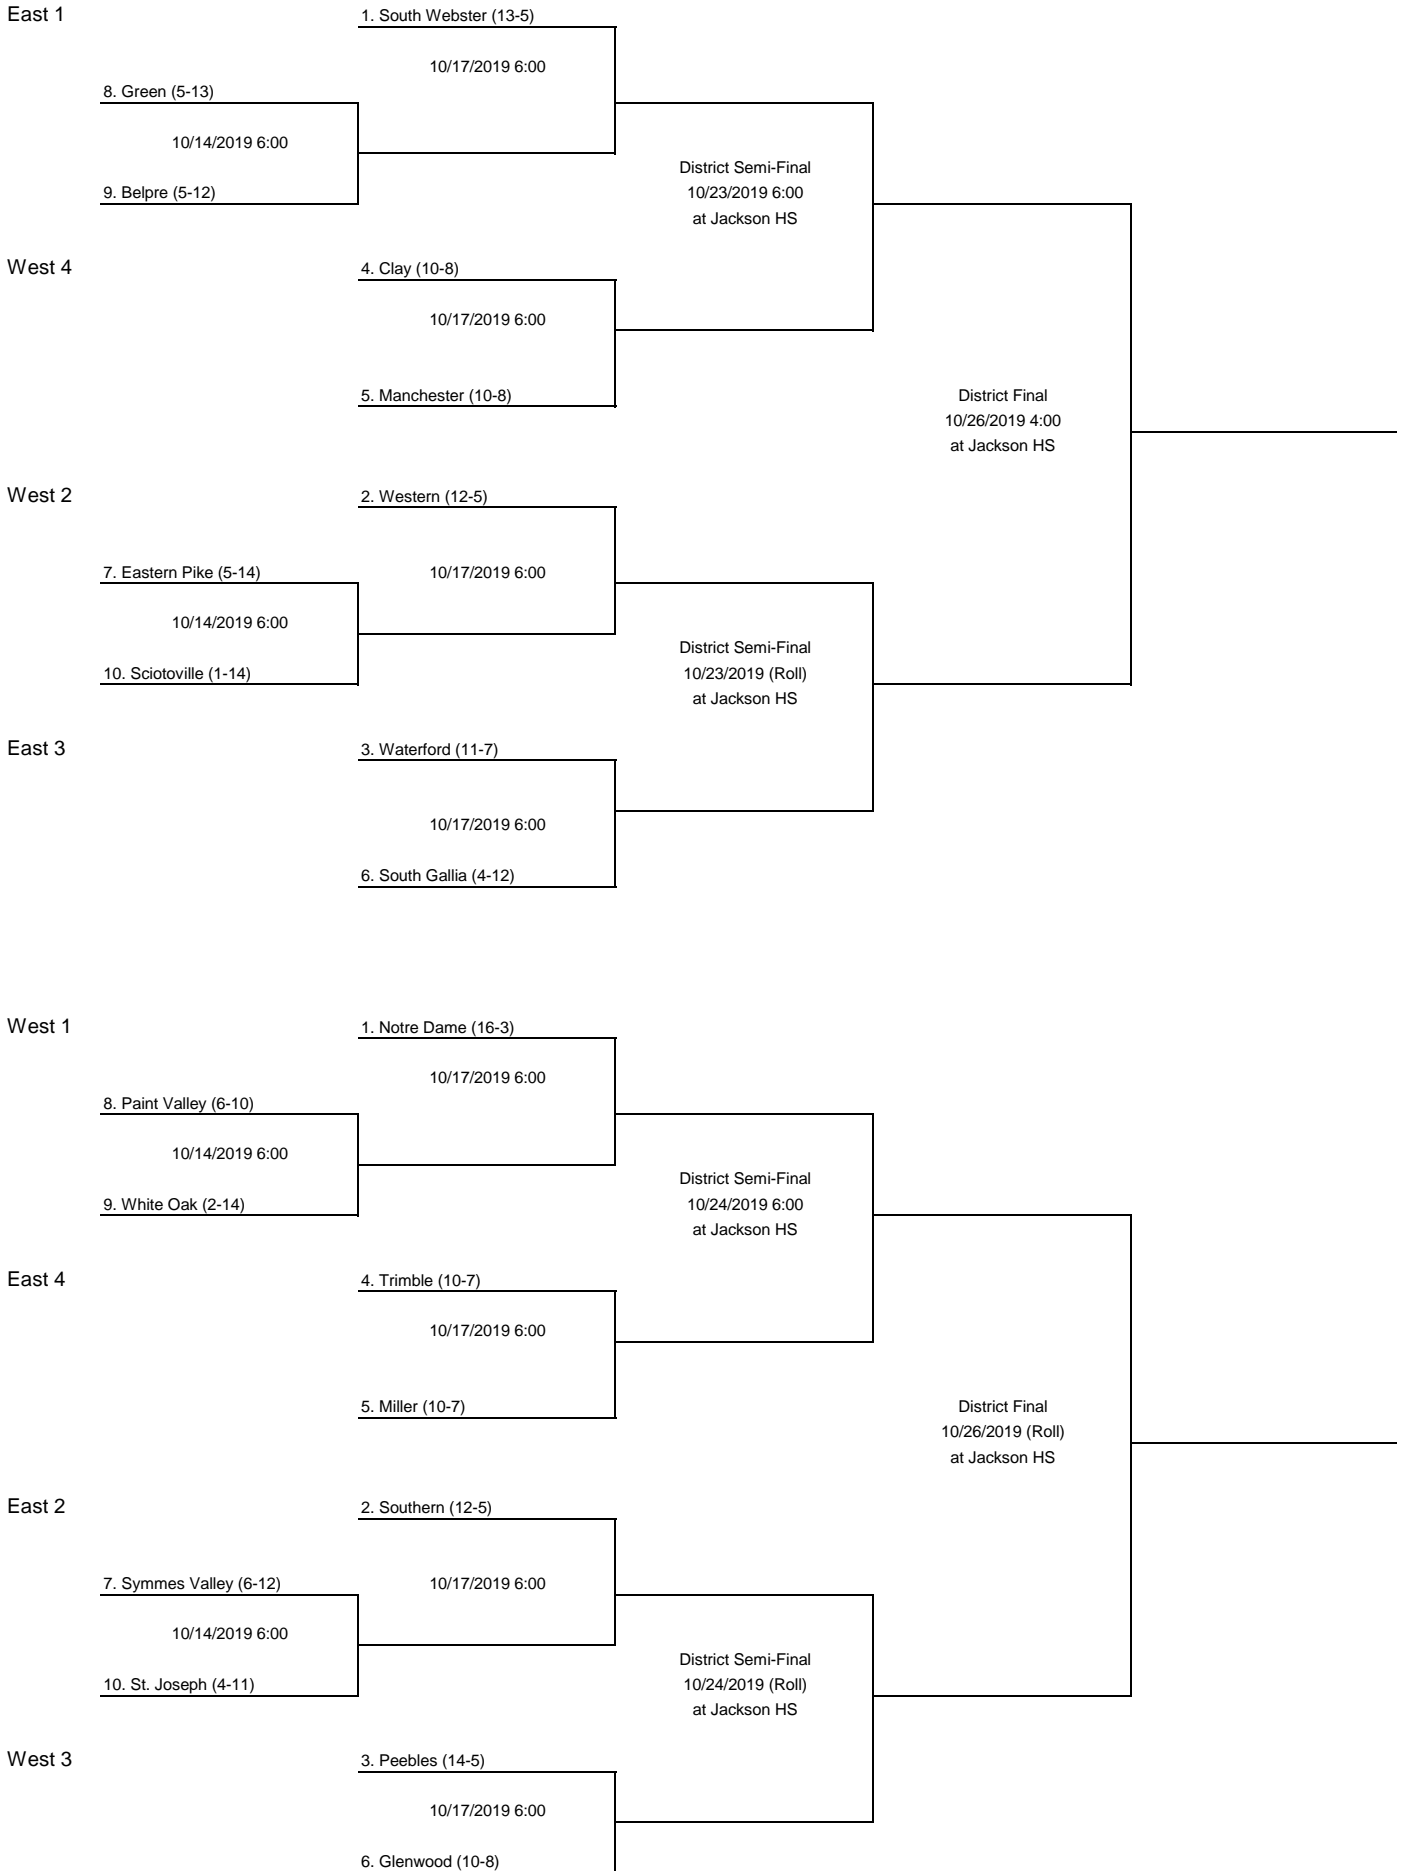 East 1
1. South Webster (13-5)
10/17/2019 6:00
8. Green (5-13)
10/14/2019 6:00
District Semi-Final
9. Belpre (5-12)
10/23/2019 6:00
at Jackson HS
West 4
4. Clay (10-8)
10/17/2019 6:00
5. Manchester (10-8)
District Final
10/26/2019 4:00
at Jackson HS
West 2
2. Western (12-5)
7. Eastern Pike (5-14)
10/17/2019 6:00
10/14/2019 6:00
District Semi-Final
10. Sciotoville (1-14)
10/23/2019 (Roll)
at Jackson HS
East 3
3. Waterford (11-7)
10/17/2019 6:00
6. South Gallia (4-12)
West 1
1. Notre Dame (16-3)
10/17/2019 6:00
8. Paint Valley (6-10)
10/14/2019 6:00
District Semi-Final
9. White Oak (2-14)
10/24/2019 6:00
at Jackson HS
East 4
4. Trimble (10-7)
10/17/2019 6:00
5. Miller (10-7)
District Final
10/26/2019 (Roll)
at Jackson HS
East 2
2. Southern (12-5)
7. Symmes Valley (6-12)
10/17/2019 6:00
10/14/2019 6:00
District Semi-Final
10. St. Joseph (4-11)
10/24/2019 (Roll)
at Jackson HS
West 3
3. Peebles (14-5)
10/17/2019 6:00
6. Glenwood (10-8)